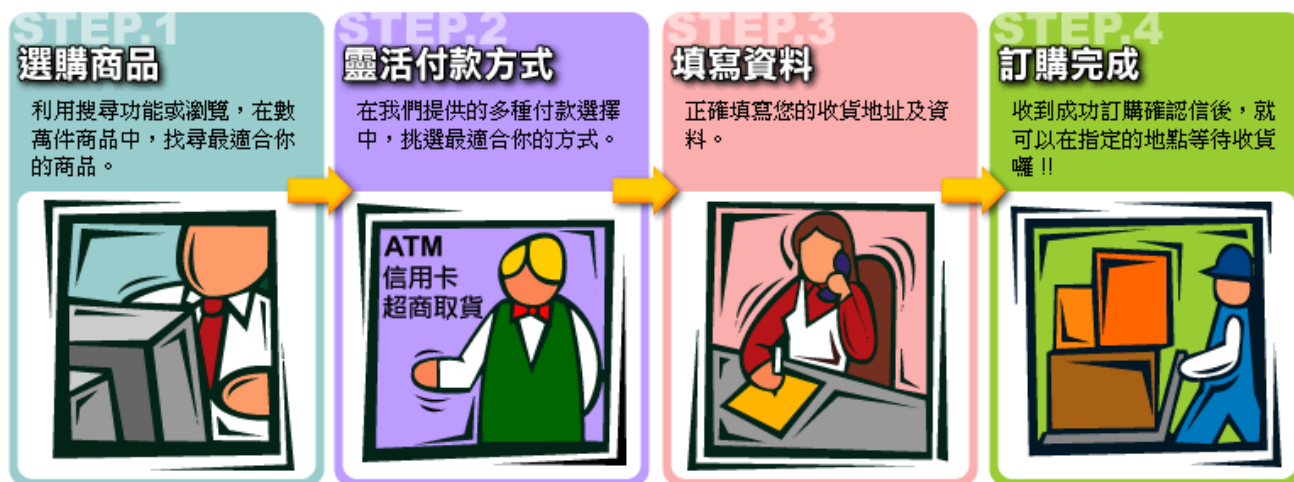 STEP.1
選購商品
利用搜尋功能或瀏覽，在數
萬件商品中，找尋最適合你
的商品。
STEP.2
靈活付款方式
在我們提供的多種付款選擇
中，挑選最適合你的方式。
ATM
信用卡
超商取貨
STEP.3
填寫資料
正確填寫您的收貨地址及資
料。
STEP.4
訂購完成
收到成功訂購確認信後，就
可以在指定的地點等待收貨
囉 !!